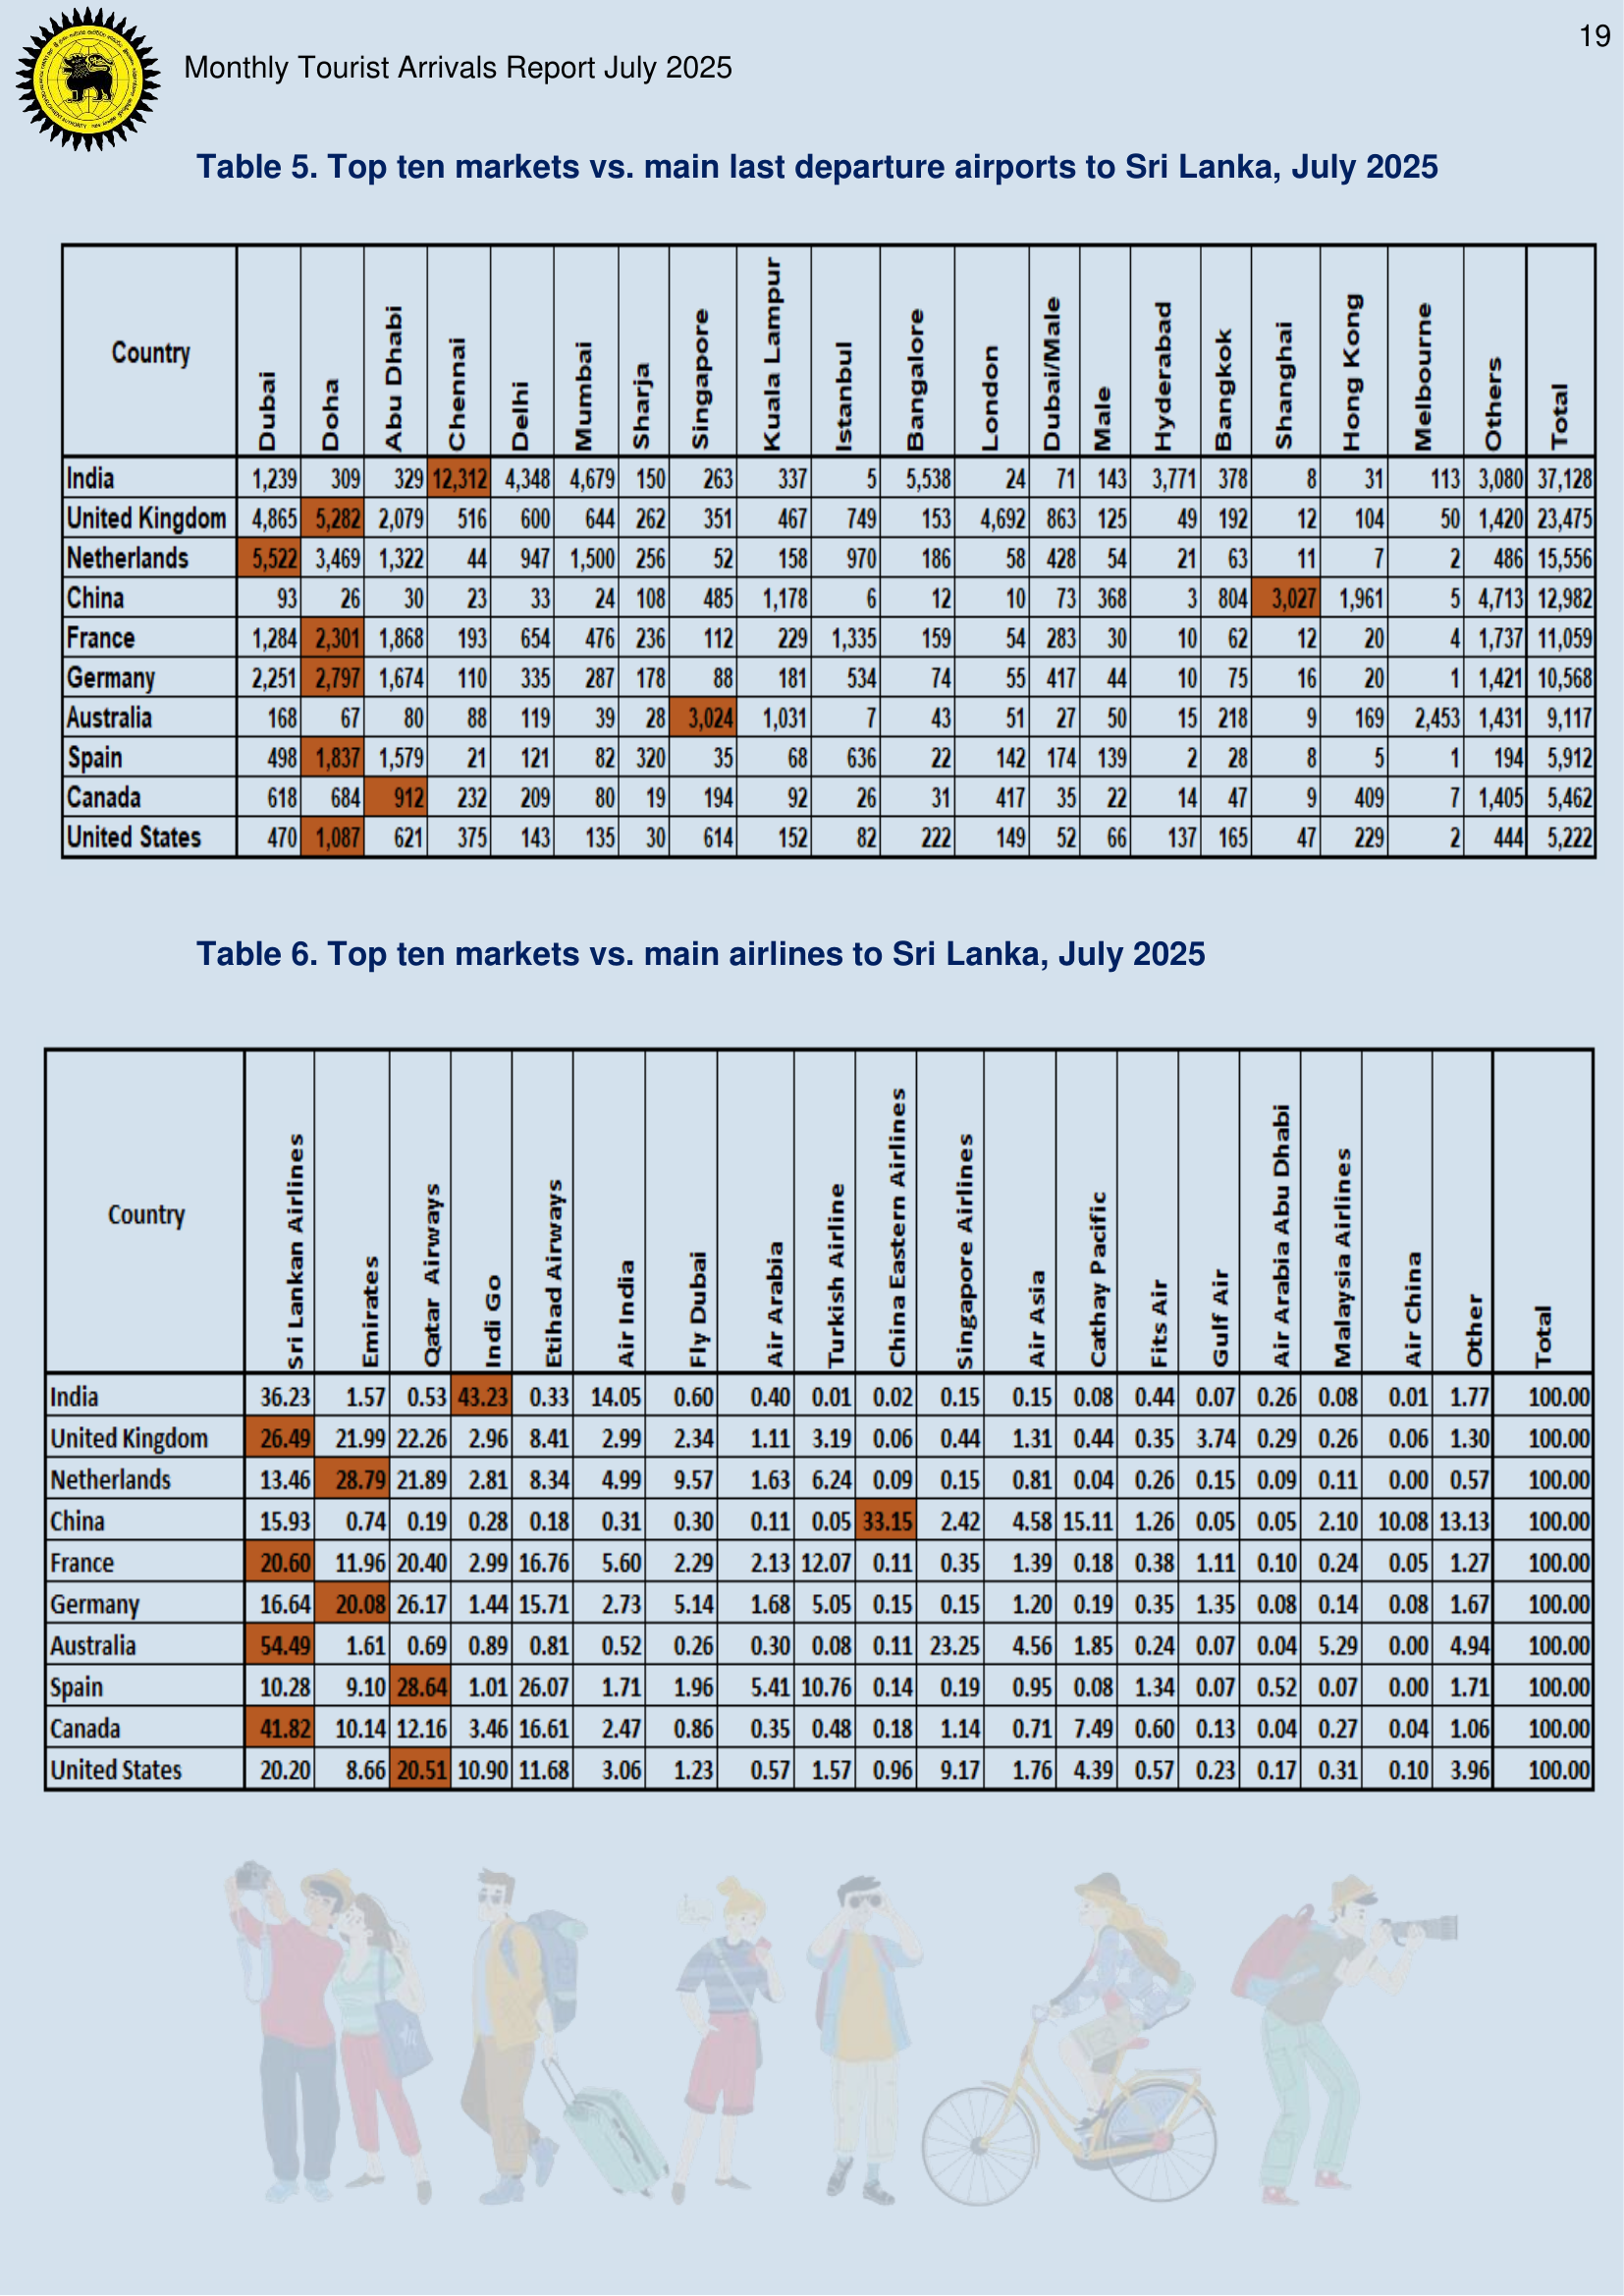 19
Monthly Tourist Arrivals Report July 2025
Table 5. Top ten markets vs. main last departure airports to Sri Lanka, July 2025
Country Dubai Doha Abu Dhabi Chennai Delhi Mumbai Sharja Singapore Kuala Lampur Istanbul Bangalore London Dubai/Male Male Hyderabad Bangkok Shanghai Hong Kong Melbourne Others Total
India 1,239 309 329 12,312 4,348 4,679 150 263 337 5 5,538 24 71 143 3,771 378 8 31 113 3,080 37,128
United Kingdom 4,865 5,282 2,079 516 600 644 262 351 467 749 153 4,692 863 125 49 192 12 104 50 1,420 23,475
Netherlands 5,522 3,469 1,322 44 947 1,500 256 52 158 970 186 58 428 54 21 63 11 7 2 486 15,556
China 93 26 30 23 33 24 108 485 1,178 6 12 10 73 368 3 804 3,027 1,961 5 4,713 12,982
France 1,284 2,301 1,868 193 654 476 236 112 229 1,335 159 54 283 30 10 62 12 20 4 1,737 11,059
Germany 2,251 2,797 1,674 110 335 287 178 88 181 534 74 55 417 44 10 75 16 20 1 1,421 10,568
Australia 168 67 80 88 119 39 28 3,024 1,031 7 43 51 27 50 15 218 9 169 2,453 1,431 9,117
Spain 498 1,837 1,579 21 121 82 320 35 68 636 22 142 174 139 2 28 8 5 1 194 5,912
Canada 618 684 912 232 209 80 19 194 92 26 31 417 35 22 14 47 9 409 7 1,405 5,462
United States 470 1,087 621 375 143 135 30 614 152 82 222 149 52 66 137 165 47 229 2 444 5,222
Table 6. Top ten markets vs. main airlines to Sri Lanka, July 2025
Country Sri Lankan Airlines Emirates Qatar Airways Indi Go Etihad Airways Air India Fly Dubai Air Arabia Turkish Airline China Eastern Airlines Singapore Airlines Air Asia Cathay Pacific Fits Air Gulf Air Air Arabia Abu Dhabi Malaysia Airlines Air China Other Total
India 36.23 1.57 0.53 43.23 0.33 14.05 0.60 0.40 0.01 0.02 0.15 0.15 0.08 0.44 0.07 0.26 0.08 0.01 1.77 100.00
United Kingdom 26.49 21.99 22.26 2.96 8.41 2.99 2.34 1.11 3.19 0.06 0.44 1.31 0.44 0.35 3.74 0.29 0.26 0.06 1.30 100.00
Netherlands 13.46 28.79 21.89 2.81 8.34 4.99 9.57 1.63 6.24 0.09 0.15 0.81 0.04 0.26 0.15 0.09 0.11 0.00 0.57 100.00
China 15.93 0.74 0.19 0.28 0.18 0.31 0.30 0.11 0.05 33.15 2.42 4.58 15.11 1.26 0.05 0.05 2.10 10.08 13.13 100.00
France 20.60 11.96 20.40 2.99 16.76 5.60 2.29 2.13 12.07 0.11 0.35 1.39 0.18 0.38 1.11 0.10 0.24 0.05 1.27 100.00
Germany 16.64 20.08 26.17 1.44 15.71 2.73 5.14 1.68 5.05 0.15 0.15 1.20 0.19 0.35 1.35 0.08 0.14 0.08 1.67 100.00
Australia 54.49 1.61 0.69 0.89 0.81 0.52 0.26 0.30 0.08 0.11 23.25 4.56 1.85 0.24 0.07 0.04 5.29 0.00 4.94 100.00
Spain 10.28 9.10 28.64 1.01 26.07 1.71 1.96 5.41 10.76 0.14 0.19 0.95 0.08 1.34 0.07 0.52 0.07 0.00 1.71 100.00
Canada 41.82 10.14 12.16 3.46 16.61 2.47 0.86 0.35 0.48 0.18 1.14 0.71 7.49 0.60 0.13 0.04 0.27 0.04 1.06 100.00
United States 20.20 8.66 20.51 10.90 11.68 3.06 1.23 0.57 1.57 0.96 9.17 1.76 4.39 0.57 0.23 0.17 0.31 0.10 3.96 100.00